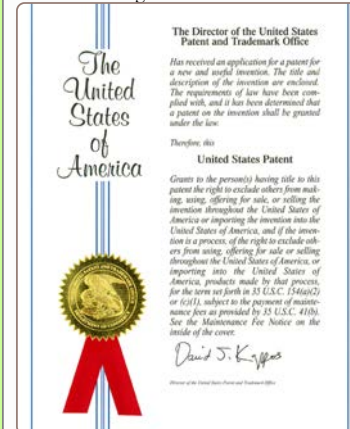 The
United
States
of
America
The Director of the United States
Patent and Trademark Office
Has received an application for a patent for
a new and useful invention. The title and
description of the invention are enclosed.
The requirements of law have been com-
plied with, and it has been determined that
a patent on the invention shall be granted
under the law.
Therefore, this
United States Patent
Grants to the person(s) having title to this
patent the right to exclude others from mak-
ing, using, offering for sale, or selling the
invention throughout the United States of
America or importing the invention into the
United States of America, and if the inven-
tion is a process, of the right to exclude oth-
ers from using, offering for sale or selling
throughout the United States of America, or
importing into the United States of
America, products made by that process,
for the term set forth in 35 U.S.C. 154(a)(2)
or (c)(1), subject to the payment of mainte-
nance fees as provided by 35 U.S.C. 41(b).
See the Maintenance Fee Notice on the
inside of the cover.
David J. Kappos
Director of the United States Patent and Trademark Office